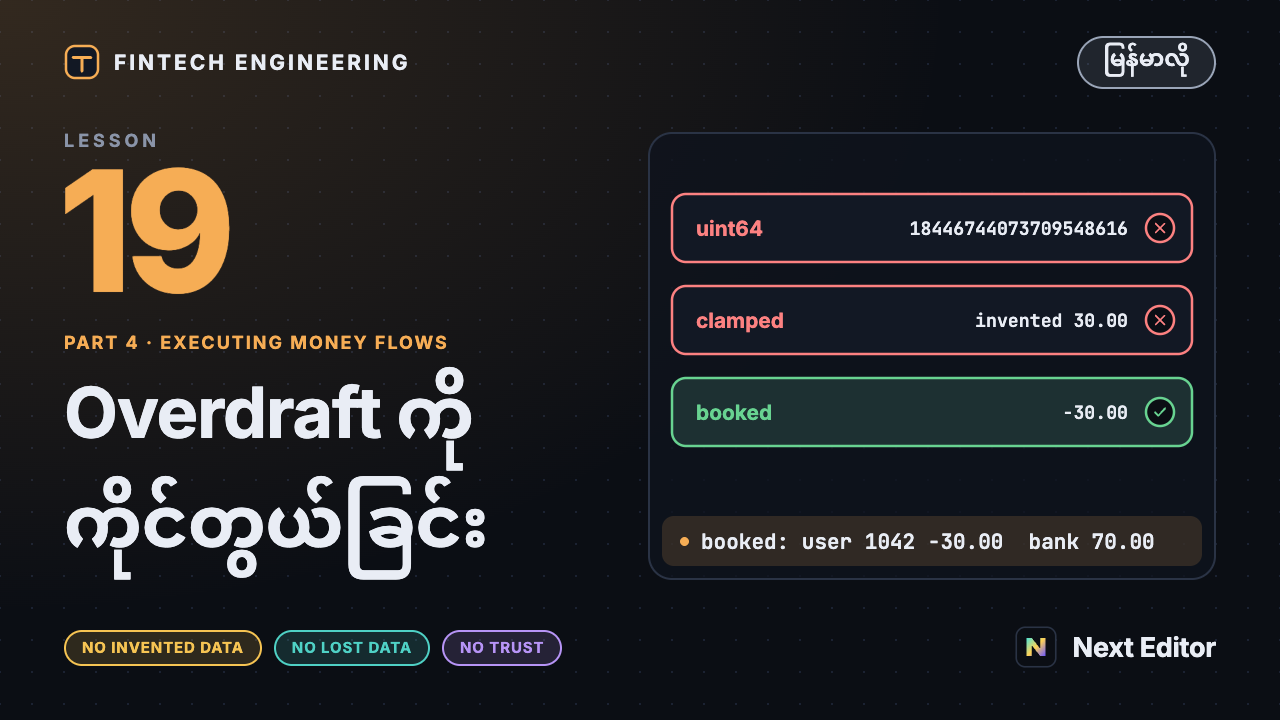 FINTECH ENGINEERING
မြန်မာလို
LESSON
19
PART 4 · EXECUTING MONEY FLOWS
Overdraft ကို
ကိုင်တွယ်ခြင်း
uint64 18446744073709548616
clamped invented 30.00
booked -30.00
booked: user 1042 -30.00 bank 70.00
NO INVENTED DATA
NO LOST DATA
NO TRUST
N Next Editor